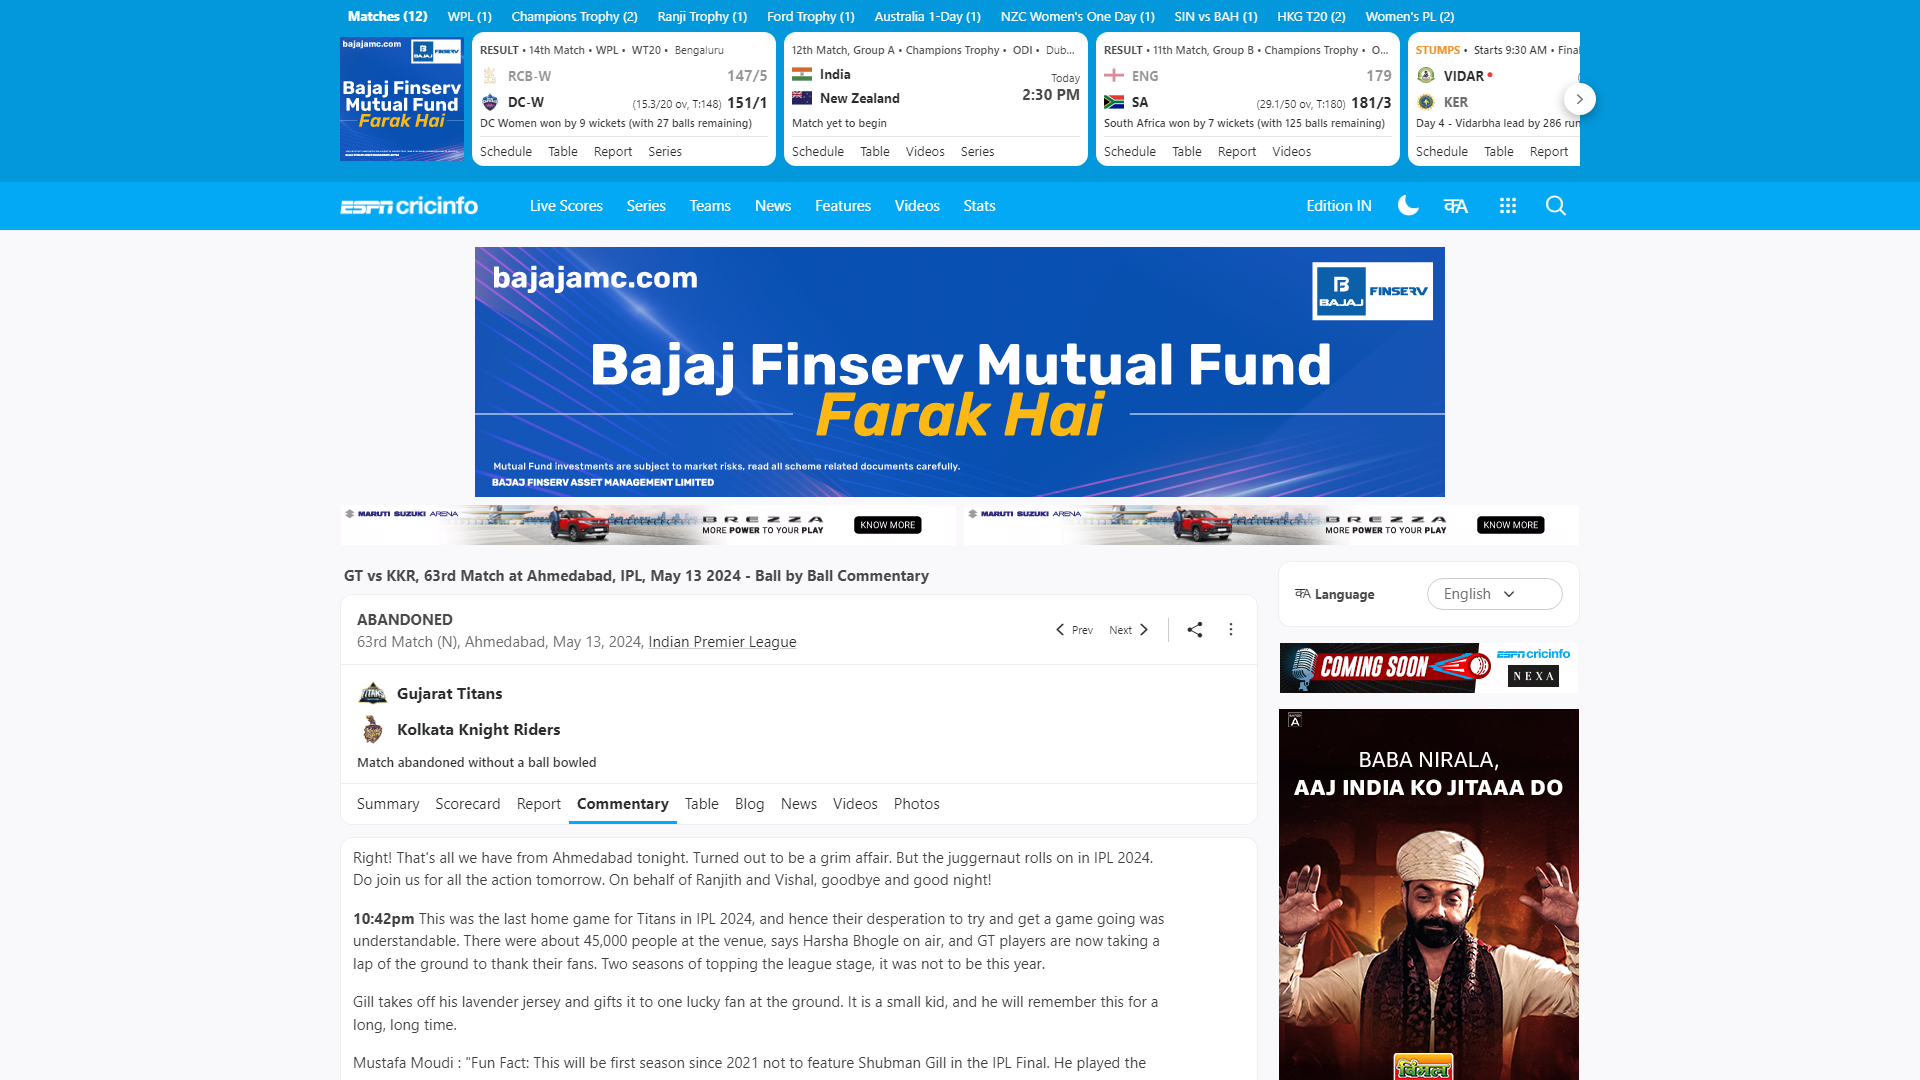 Matches (12) WPL (1) Champions Trophy (2) Ranji Trophy (1) Ford Trophy (1) Australia 1-Day (1) NZC Women's One Day (1) SIN vs BAH (1) HKG T20 (2) Women's PL (2)
bajajamc.com BAJAJ FINSERV
Bajaj Finserv
Mutual Fund
Farak Hai
RESULT • 14th Match • WPL • WT20 • Bengaluru
RCB-W 147/5
DC-W (15.3/20 ov, T:148) 151/1
DC Women won by 9 wickets (with 27 balls remaining)
Schedule Table Report Series
12th Match, Group A • Champions Trophy • ODI • Dub...
India
New Zealand
Today
2:30 PM
Match yet to begin
Schedule Table Videos Series
RESULT • 11th Match, Group B • Champions Trophy • O...
ENG 179
SA (29.1/50 ov, T:180) 181/3
South Africa won by 7 wickets (with 125 balls remaining)
Schedule Table Report Videos
STUMPS • Starts 9:30 AM • Final
VIDAR
KER
Day 4 - Vidarbha lead by 286 run
Schedule Table Report
ESPN cricinfo Live Scores Series Teams News Features Videos Stats Edition IN कA
bajajamc.com
BAJAJ FINSERV
Bajaj Finserv Mutual Fund
Farak Hai
Mutual Fund investments are subject to market risks, read all scheme related documents carefully.
BAJAJ FINSERV ASSET MANAGEMENT LIMITED
MARUTI SUZUKI ARENA BREZZA MORE POWER TO YOUR PLAY KNOW MORE
MARUTI SUZUKI ARENA BREZZA MORE POWER TO YOUR PLAY KNOW MORE
GT vs KKR, 63rd Match at Ahmedabad, IPL, May 13 2024 - Ball by Ball Commentary
ABANDONED
63rd Match (N), Ahmedabad, May 13, 2024, Indian Premier League
Prev Next
TITANS Gujarat Titans
Kolkata Knight Riders
Match abandoned without a ball bowled
Summary Scorecard Report Commentary Table Blog News Videos Photos
Right! That's all we have from Ahmedabad tonight. Turned out to be a grim affair. But the juggernaut rolls on in IPL 2024.
Do join us for all the action tomorrow. On behalf of Ranjith and Vishal, goodbye and good night!
10:42pm This was the last home game for Titans in IPL 2024, and hence their desperation to try and get a game going was
understandable. There were about 45,000 people at the venue, says Harsha Bhogle on air, and GT players are now taking a
lap of the ground to thank their fans. Two seasons of topping the league stage, it was not to be this year.
Gill takes off his lavender jersey and gifts it to one lucky fan at the ground. It is a small kid, and he will remember this for a
long, long time.
Mustafa Moudi : "Fun Fact: This will be first season since 2021 not to feature Shubman Gill in the IPL Final. He played the
कA Language English
COMING SOON ESPN cricinfo
NEXA
A
BABA NIRALA,
AAJ INDIA KO JITAAA DO
विमल